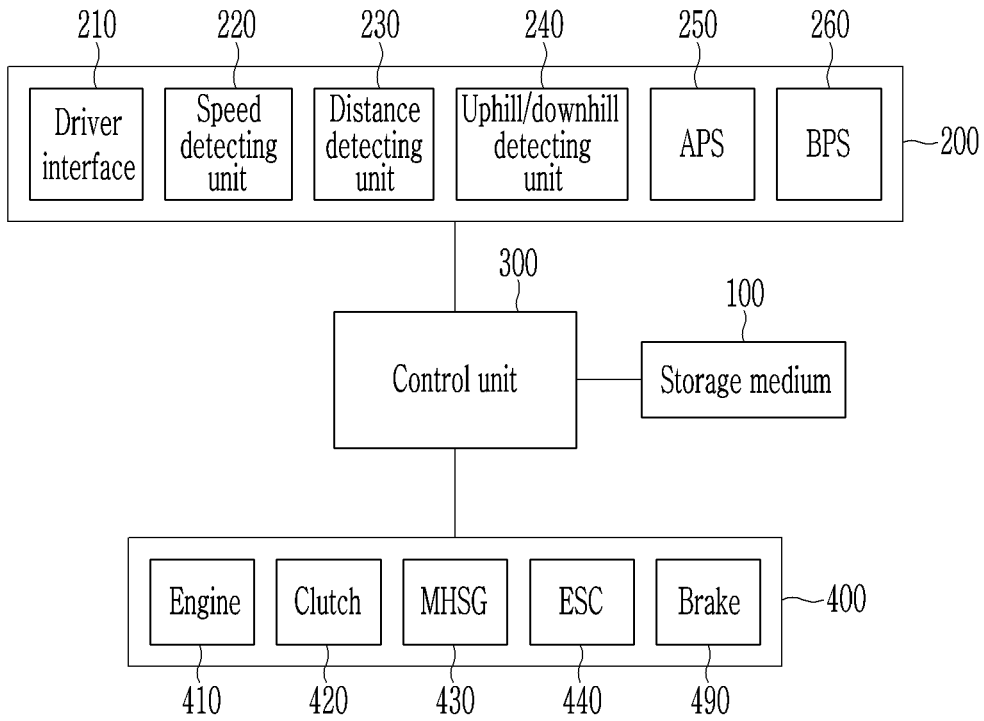 210
220
230
240
250
260
Driver
interface
Speed
detecting
unit
Distance
detecting
unit
Uphill/downhill
detecting
unit
APS
BPS
200
300
100
Control unit
Storage medium
Engine
Clutch
MHSG
ESC
Brake
400
410
420
430
440
490